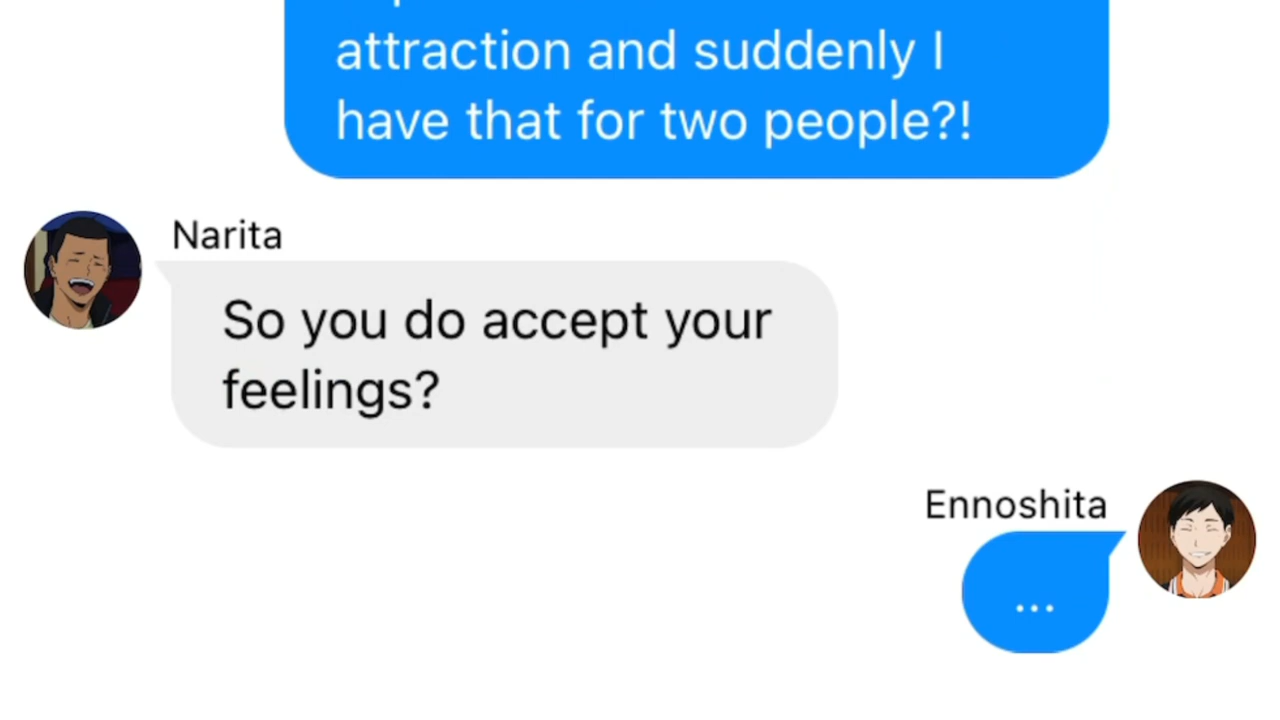 attraction and suddenly I
have that for two people?!
Narita
So you do accept your
feelings?
Ennoshita
...